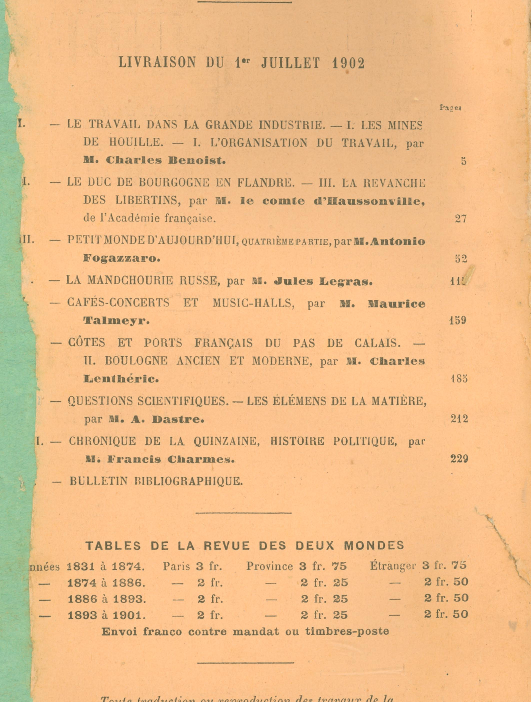 LIVRAISON DU 1er JUILLET 1902
Pages
I. — LE TRAVAIL DANS LA GRANDE INDUSTRIE. — I. LES MINES
DE HOUILLE. — I. L'ORGANISATION DU TRAVAIL, par
M. Charles Benoist. 5
I. — LE DUC DE BOURGOGNE EN FLANDRE. — III. LA REVANCHE
DES LIBERTINS, par M. le comte d'Haussonville,
de l'Académie française. 27
II. — PETIT MONDE D'AUJOURD'HUI, QUATRIÈME PARTIE, par M. Antonio
Fogazzaro. 52
. — LA MANDCHOURIE RUSSE, par M. Jules Legras.
— CAFÉS-CONCERTS ET MUSIC-HALLS, par M. Maurice
Talmeyr. 159
— CÔTES ET PORTS FRANÇAIS DU PAS DE CALAIS. —
II. BOULOGNE ANCIEN ET MODERNE, par M. Charles
Lenthéric. 185
— QUESTIONS SCIENTIFIQUES. — LES ÉLÉMENS DE LA MATIÈRE,
par M. A. Dastre. 212
I. — CHRONIQUE DE LA QUINZAINE, HISTOIRE POLITIQUE, par
M. Francis Charmes. 229
— BULLETIN BIBLIOGRAPHIQUE.
TABLES DE LA REVUE DES DEUX MONDES
nnées 1831 à 1874. Paris 3 fr. Province 3 fr. 75 Étranger 3 fr. 75
— 1874 à 1886. — 2 fr. — 2 fr. 25 — 2 fr. 50
— 1886 à 1893. — 2 fr. — 2 fr. 25 — 2 fr. 50
— 1893 à 1901. — 2 fr. — 2 fr. 25 — 2 fr. 50
Envoi franco contre mandat ou timbres-poste
Toute traduction ou reproduction des travaux de la